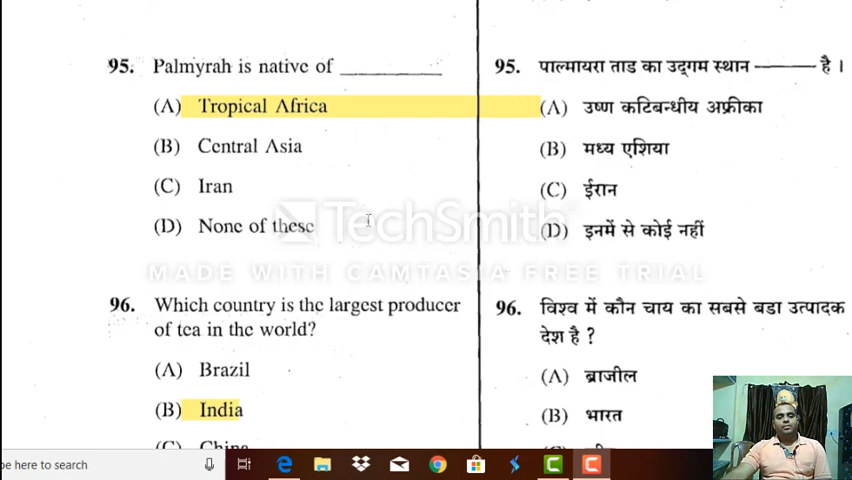 95. Palmyrah is native of
(A) Tropical Africa
(B) Central Asia
(C) Iran
(D) None of these
96. Which country is the largest producer
of tea in the world?
(A) Brazil
(B) India
(C) China
95. पाल्मायरा ताड का उद्गम स्थान ——— है ।
(A) उष्ण कटिबन्धीय अफ्रीका
(B) मध्य एशिया
(C) ईरान
(D) इनमें से कोई नहीं
96. विश्व में कौन चाय का सबसे बडा उत्पादक
देश है ?
(A) ब्राजील
(B) भारत
TechSmith
MADE WITH CAMTASIA FREE TRIAL
pe here to search